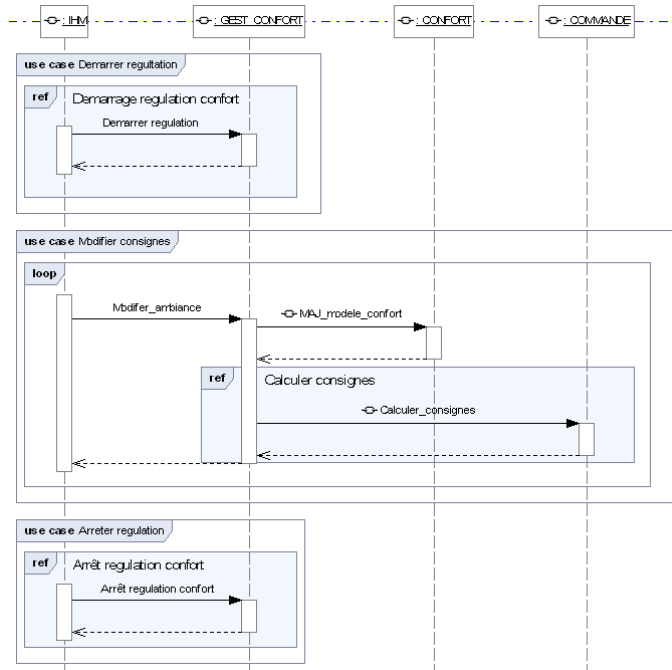 : IHM
: GEST_CONFORT
: CONFORT
: COMMANDE
use case Demarrer regultation
ref Demarrage regulation confort
Demarrer regulation
use case Modifier consignes
loop
Modifer_ambiance
MAJ_modele_confort
ref Calculer consignes
Calculer_consignes
use case Arreter regulation
ref Arrêt regulation confort
Arrêt regulation confort